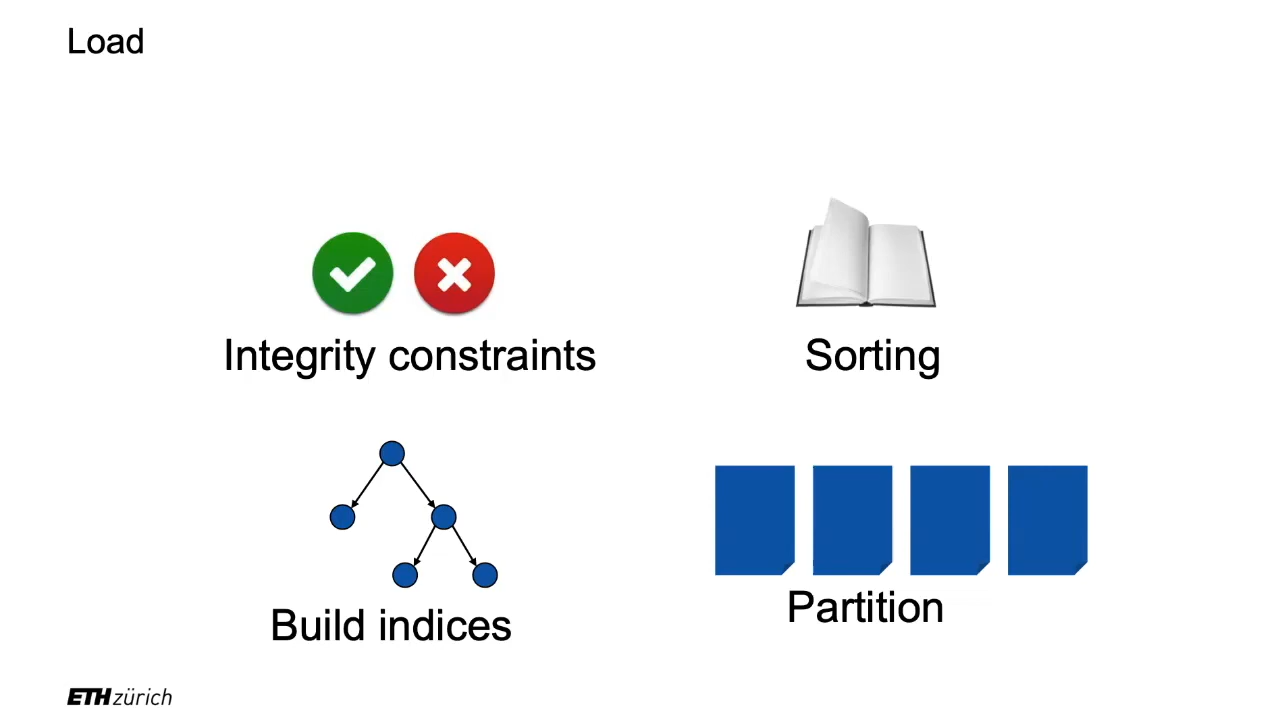 Load
Integrity constraints
Sorting
Build indices
Partition
ETH zürich